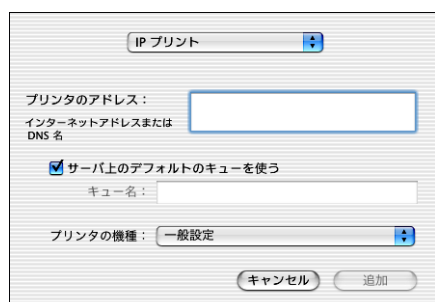 IP プリント
プリンタのアドレス：
インターネットアドレスまたは
DNS 名
サーバ上のデフォルトのキューを使う
キュー名：
プリンタの機種：
一般設定
キャンセル
追加